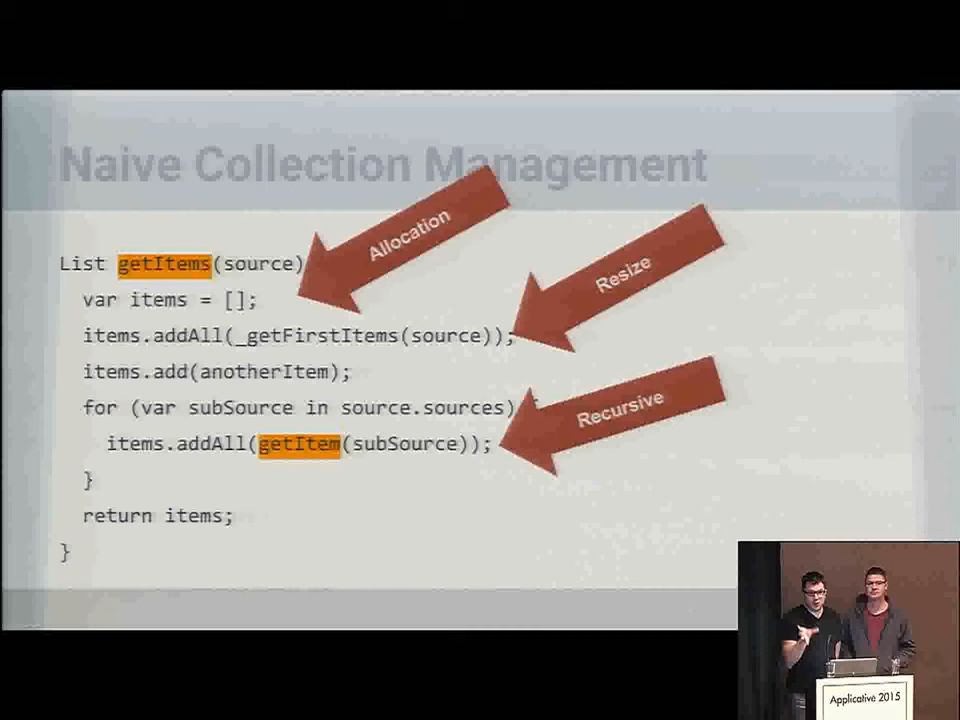 Naive Collection Management
Allocation
Resize
Recursive
List getItems(source)
var items = [];
items.addAll(_getFirstItems(source));
items.add(anotherItem);
for (var subSource in source.sources) {
items.addAll(getItem(subSource));
}
return items;
}
Applicative 2015